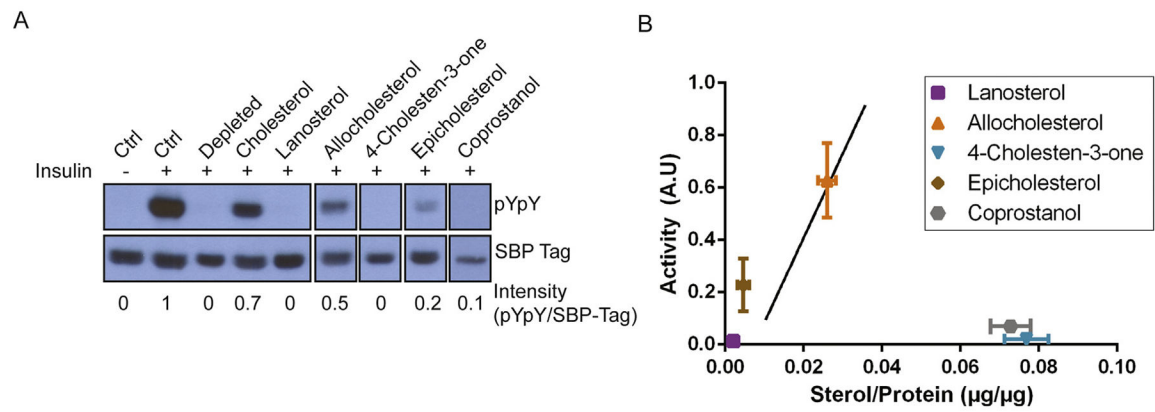 A
Ctrl
Ctrl
Depleted
Cholesterol
Lanosterol
Allocholesterol
4-Cholesten-3-one
Epicholesterol
Coprostanol
Insulin - + + + + + + + +
pYpY
SBP Tag
0 1 0 0.7 0 0.5 0 0.2 0.1
Intensity
(pYpY/SBP-Tag)
B
Activity (A.U)
1.0
0.8
0.6
0.4
0.2
0.0
0.00 0.02 0.04 0.06 0.08 0.10
Sterol/Protein (µg/µg)
Lanosterol
Allocholesterol
4-Cholesten-3-one
Epicholesterol
Coprostanol